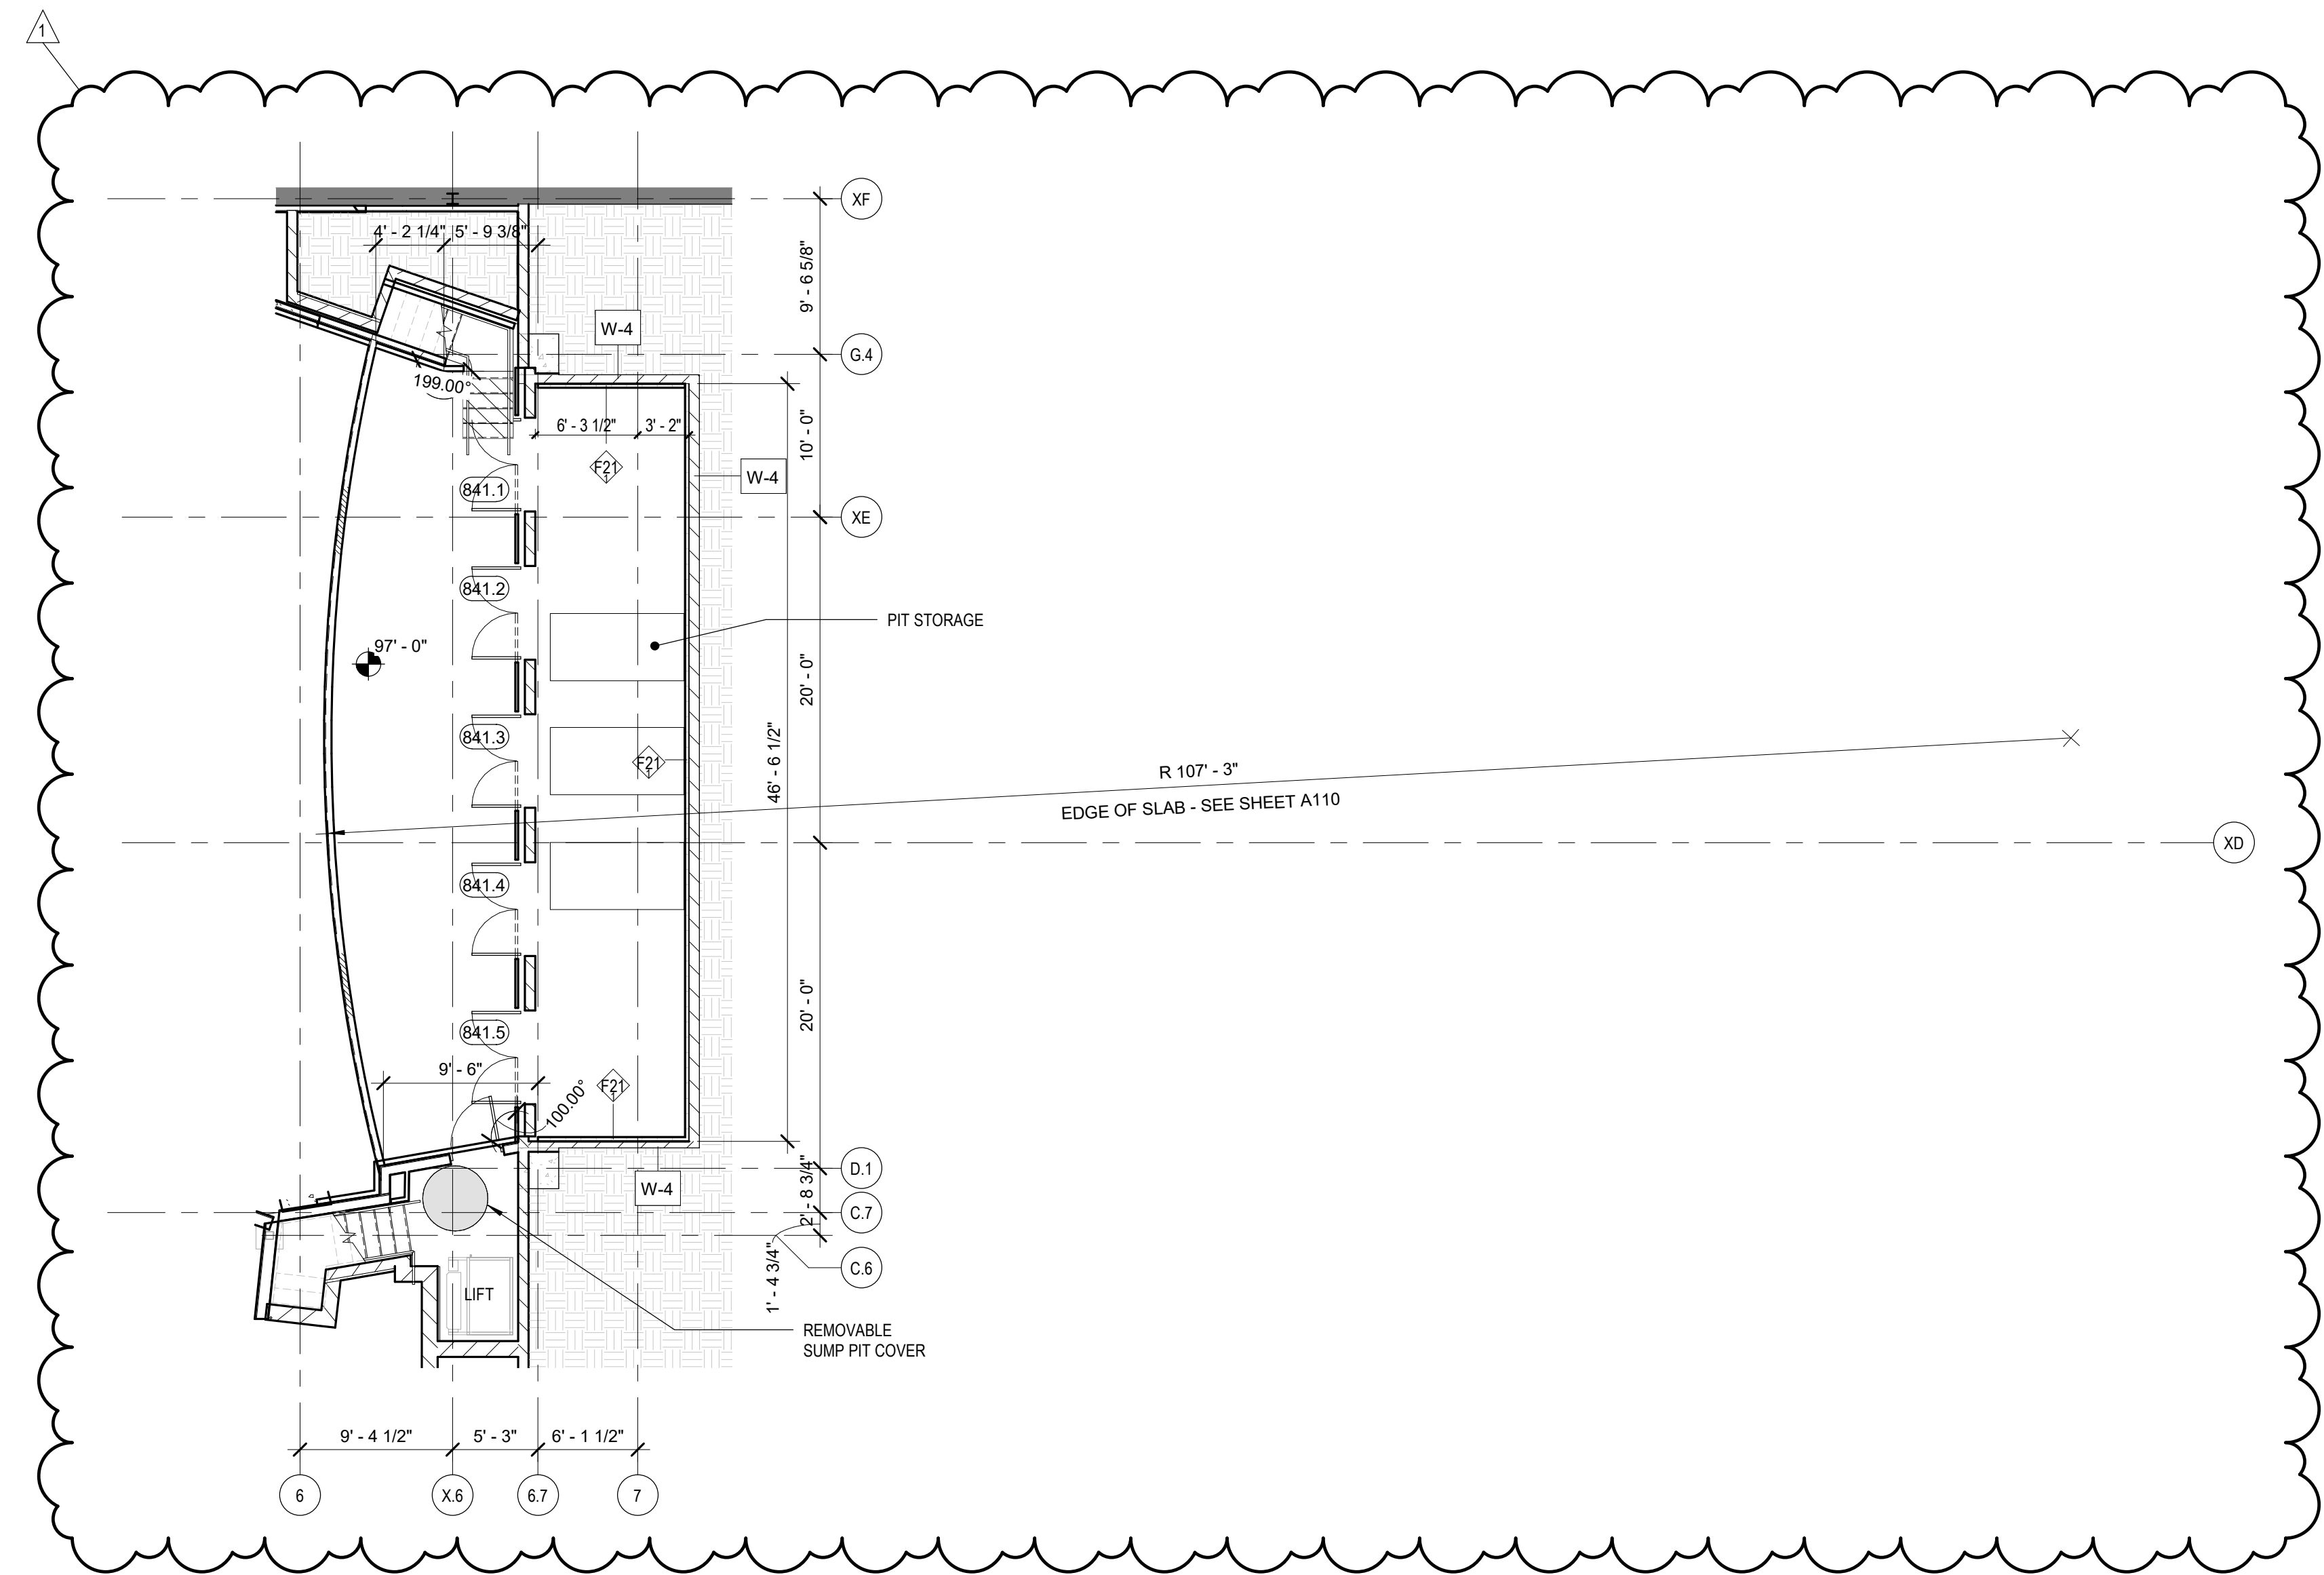 1
XF
4' - 2 1/4"
5' - 9 3/8"
9' - 6 5/8"
W-4
G.4
199.00°
6' - 3 1/2"
3' - 2"
10' - 0"
F21
1
W-4
841.1
XE
841.2
PIT STORAGE
97' - 0"
20' - 0"
841.3
46' - 6 1/2"
F21
1
R 107' - 3"
EDGE OF SLAB - SEE SHEET A110
XD
841.4
20' - 0"
841.5
9' - 6"
100.00°
F21
1
D.1
W-4
2' - 8 3/4"
C.7
1' - 4 3/4"
C.6
LIFT
REMOVABLE
SUMP PIT COVER
9' - 4 1/2"
5' - 3"
6' - 1 1/2"
6
X.6
6.7
7